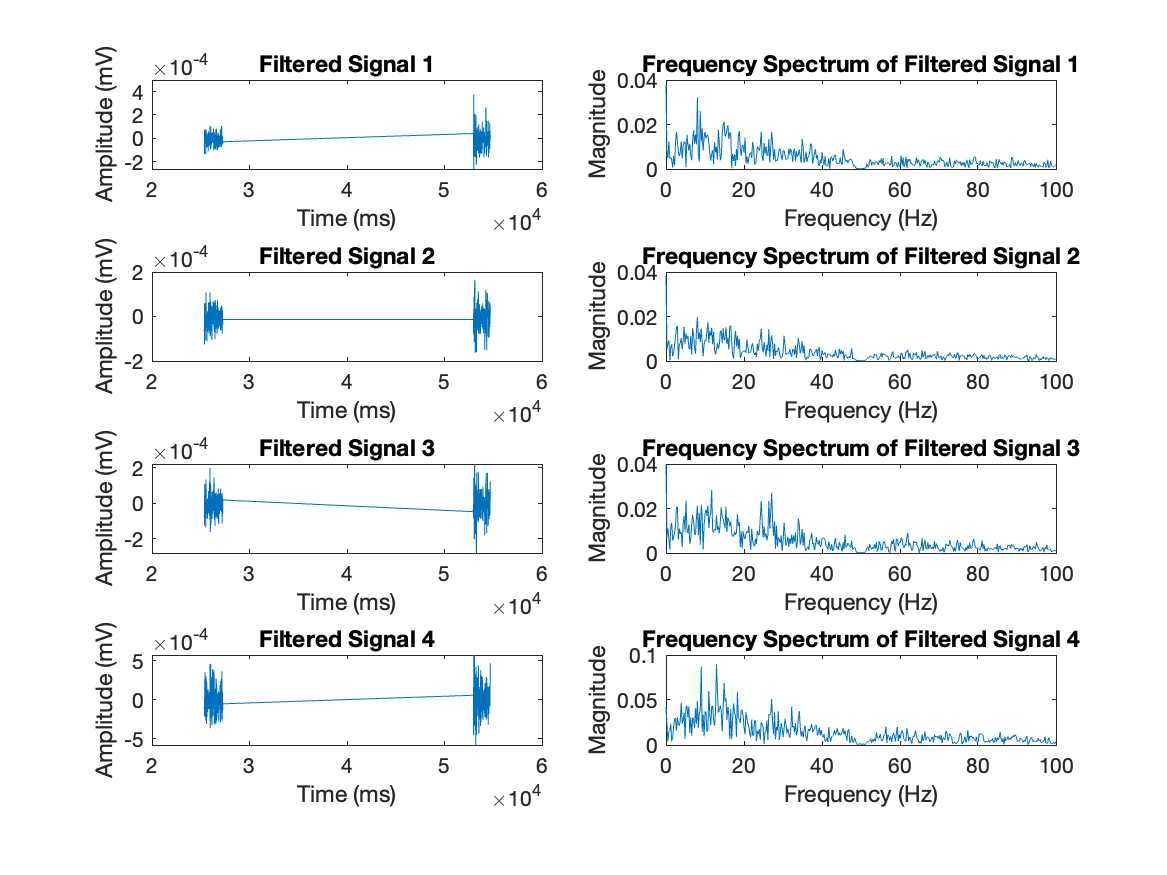 Filtered Signal 1
×10-4
Amplitude (mV)
4
2
0
-2
2 3 4 5 6
Time (ms)
×104
Frequency Spectrum of Filtered Signal 1
Magnitude
0.04
0.02
0
0 20 40 60 80 100
Frequency (Hz)
Filtered Signal 2
×10-4
Amplitude (mV)
2
0
-2
2 3 4 5 6
Time (ms)
×104
Frequency Spectrum of Filtered Signal 2
Magnitude
0.04
0.02
0
0 20 40 60 80 100
Frequency (Hz)
Filtered Signal 3
×10-4
Amplitude (mV)
2
0
-2
2 3 4 5 6
Time (ms)
×104
Frequency Spectrum of Filtered Signal 3
Magnitude
0.04
0.02
0
0 20 40 60 80 100
Frequency (Hz)
Filtered Signal 4
×10-4
Amplitude (mV)
5
0
-5
2 3 4 5 6
Time (ms)
×104
Frequency Spectrum of Filtered Signal 4
Magnitude
0.1
0.05
0
0 20 40 60 80 100
Frequency (Hz)